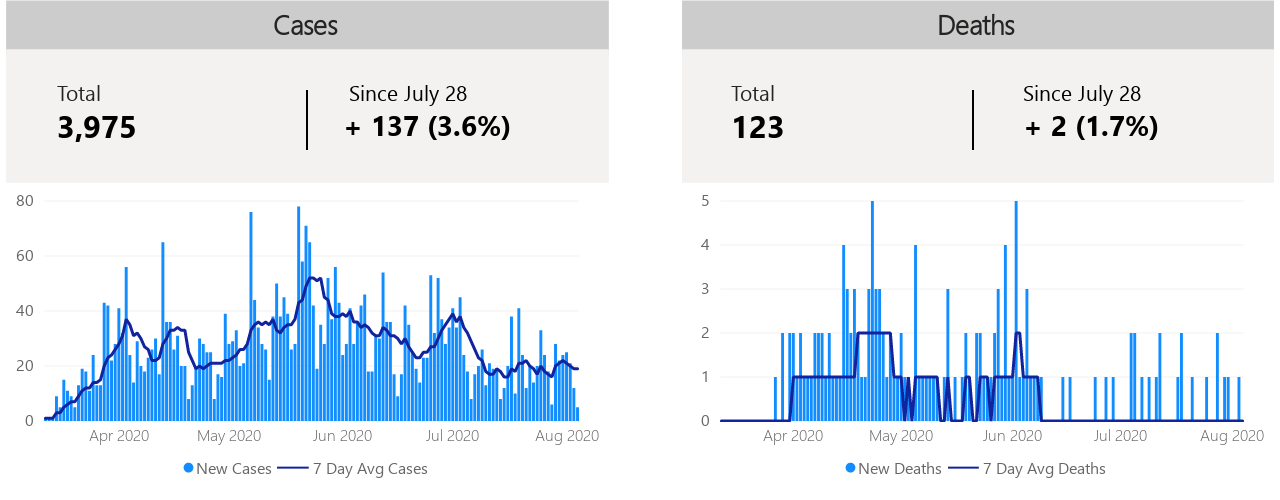 Cases
Total
3,975
Since July 28
+ 137 (3.6%)
80
60
40
20
0
Apr 2020
May 2020
Jun 2020
Jul 2020
Aug 2020
New Cases
7 Day Avg Cases
Deaths
Total
123
Since July 28
+ 2 (1.7%)
5
4
3
2
1
0
Apr 2020
May 2020
Jun 2020
Jul 2020
Aug 2020
New Deaths
7 Day Avg Deaths